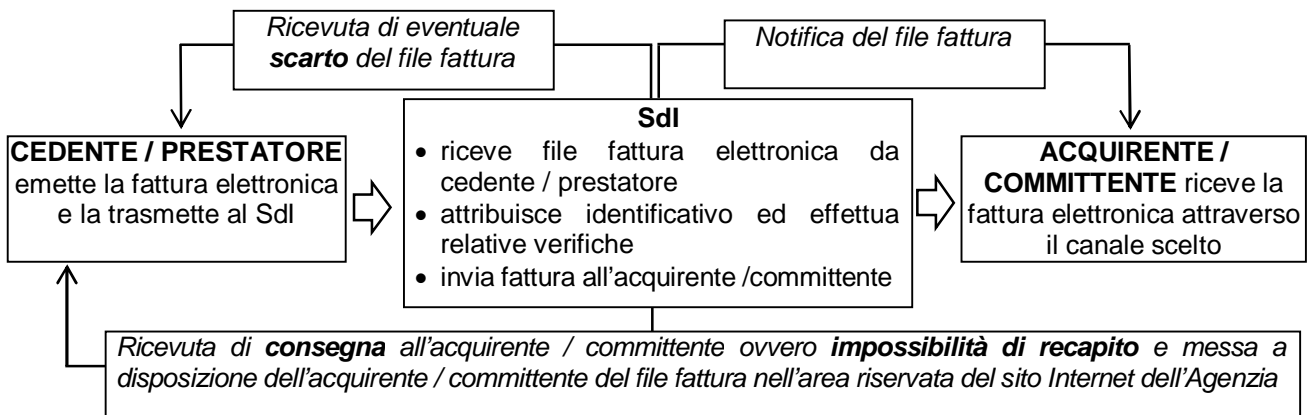 Ricevuta di eventuale
scarto del file fattura
Notifica del file fattura
CEDENTE / PRESTATORE
emette la fattura elettronica
e la trasmette al SdI
SdI
• riceve file fattura elettronica da
cedente / prestatore
• attribuisce identificativo ed effettua
relative verifiche
• invia fattura all'acquirente /committente
ACQUIRENTE /
COMMITTENTE riceve la
fattura elettronica attraverso
il canale scelto
Ricevuta di consegna all'acquirente / committente ovvero impossibilità di recapito e messa a
disposizione dell'acquirente / committente del file fattura nell'area riservata del sito Internet dell'Agenzia